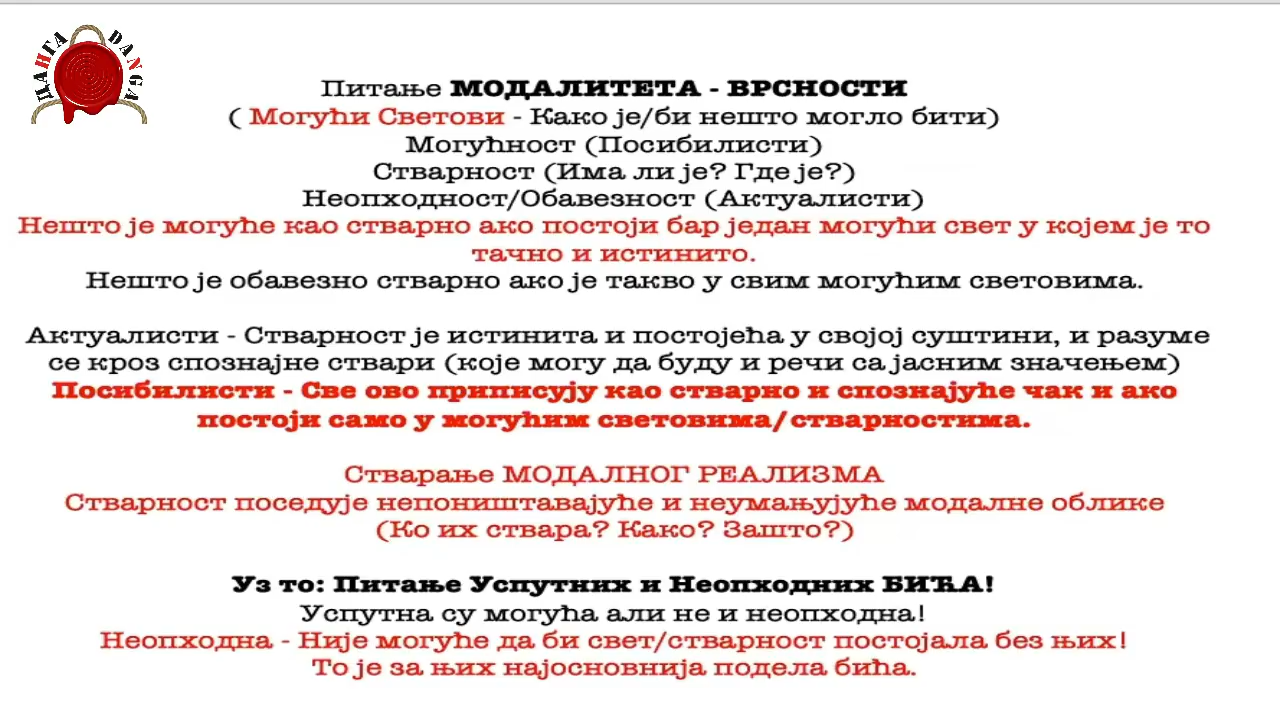 ДАНГА DANGA
Питање МОДАЛИТЕТА - ВРСНОСТИ
( Могући Светови - Како је/би нешто могло бити)
Могућност (Посибилисти)
Стварност (Има ли је? Где је?)
Неопходност/Обавезност (Актуалисти)
Нешто је могуће као стварно ако постоји бар један могући свет у којем је то
тачно и истинито.
Нешто је обавезно стварно ако је такво у свим могућим световима.
Актуалисти - Стварност је истинита и постојећа у својој суштини, и разуме
се кроз спознајне ствари (које могу да буду и речи са јасним значењем)
Посибилисти - Све ово приписују као стварно и спознајуће чак и ако
постоји само у могућим световима/стварностима.
Стварање МОДАЛНОГ РЕАЛИЗМА
Стварност поседује непоништавајуће и неумањујуће модалне облике
(Ко их ствара? Како? Зашто?)
Уз то: Питање Успутних и Неопходних БИЋА!
Успутна су могућа али не и неопходна!
Неопходна - Није могуће да би свет/стварност постојала без њих!
То је за њих најосновнија подела бића.